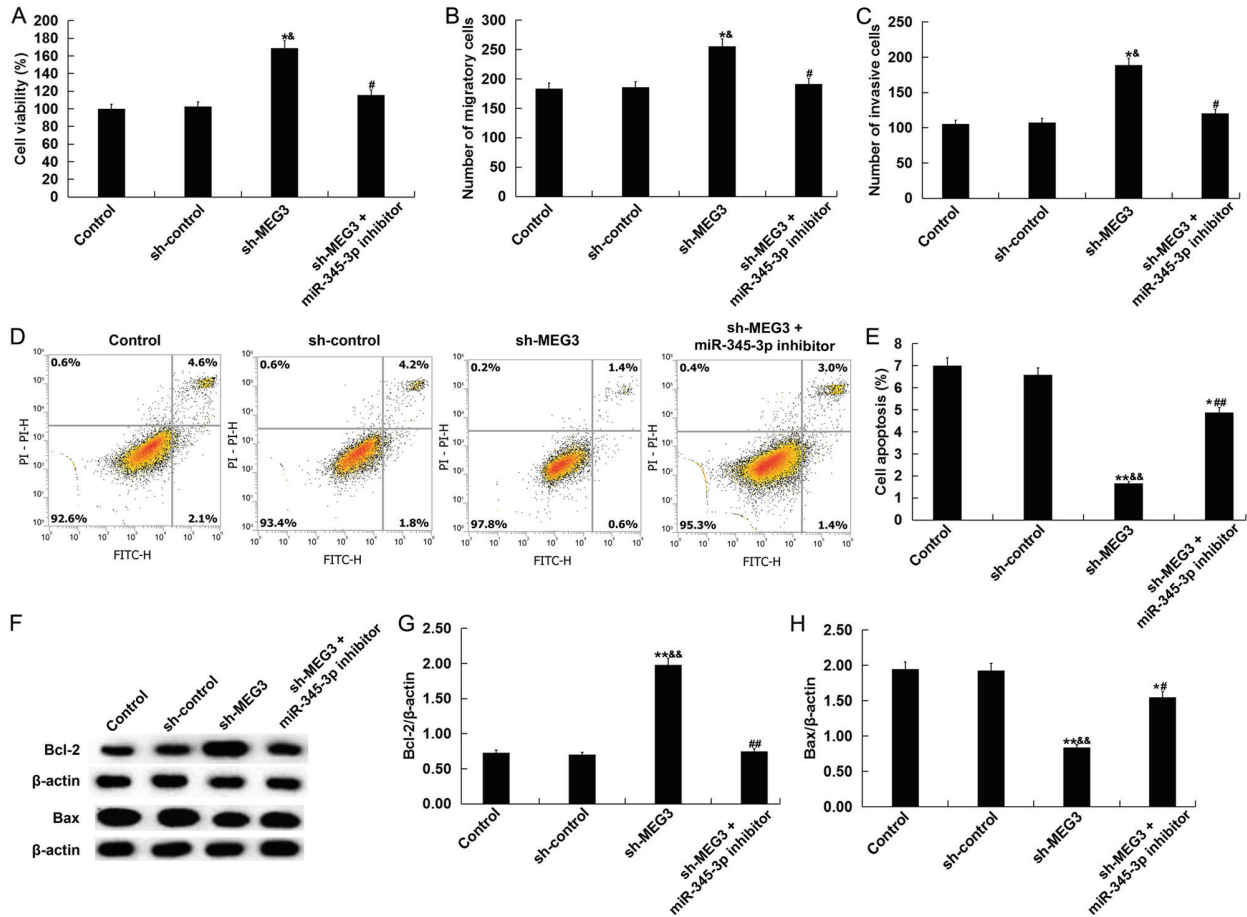 A
Cell viability (%)
200
180
160
140
120
100
80
60
40
20
0
*&
#
Control
sh-control
sh-MEG3
sh-MEG3 +
miR-345-3p inhibitor
B
Number of migratory cells
300
250
200
150
100
50
0
*&
#
Control
sh-control
sh-MEG3
sh-MEG3 +
miR-345-3p inhibitor
C
Number of invasive cells
250
200
150
100
50
0
*&
#
Control
sh-control
sh-MEG3
sh-MEG3 +
miR-345-3p inhibitor
D
Control
0.6% 4.6%
92.6% 2.1%
PI - PI-H
FITC-H
sh-control
0.6% 4.2%
93.4% 1.8%
PI - PI-H
FITC-H
sh-MEG3
0.2% 1.4%
97.8% 0.6%
PI - PI-H
FITC-H
sh-MEG3 +
miR-345-3p inhibitor
0.4% 3.0%
95.3% 1.4%
PI - PI-H
FITC-H
E
Cell apoptosis (%)
8
7
6
5
4
3
2
1
0
**&&
*##
Control
sh-control
sh-MEG3
sh-MEG3 +
miR-345-3p inhibitor
F
Control
sh-control
sh-MEG3
sh-MEG3 +
miR-345-3p inhibitor
Bcl-2
β-actin
Bax
β-actin
G
Bcl-2/β-actin
2.50
2.00
1.50
1.00
0.50
0.00
**&&
##
Control
sh-control
sh-MEG3
sh-MEG3 +
miR-345-3p inhibitor
H
Bax/β-actin
2.50
2.00
1.50
1.00
0.50
0.00
**&&
*#
Control
sh-control
sh-MEG3
sh-MEG3 +
miR-345-3p inhibitor